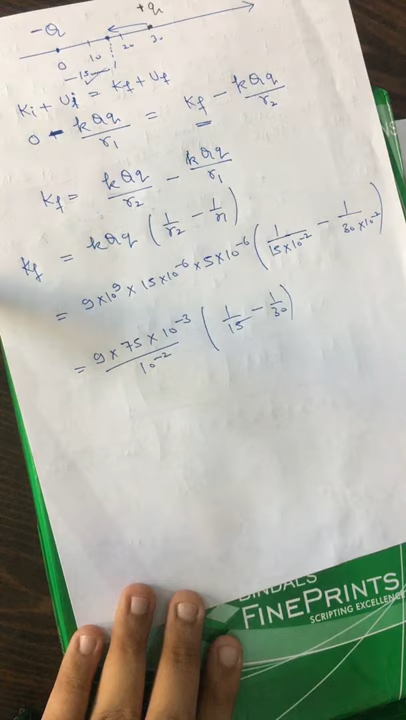 -Q +q
0 10 20 30
-15-
Ki + Ui = Kf + Uf
0 - kQq/r1 = Kf - kQq/r2
Kf = kQq/r2 - kQq/r1
Kf = kQq (1/r2 - 1/r1)
= 9×10^9 × 15×10^-6 × 5×10^-6 (1/15×10^-2 - 1/30×10^-2)
= 9 × 75 × 10^-3/10^-2 (1/15 - 1/30)
BINDALS
FINEPRINTS
SCRIPTING EXCELLENCE